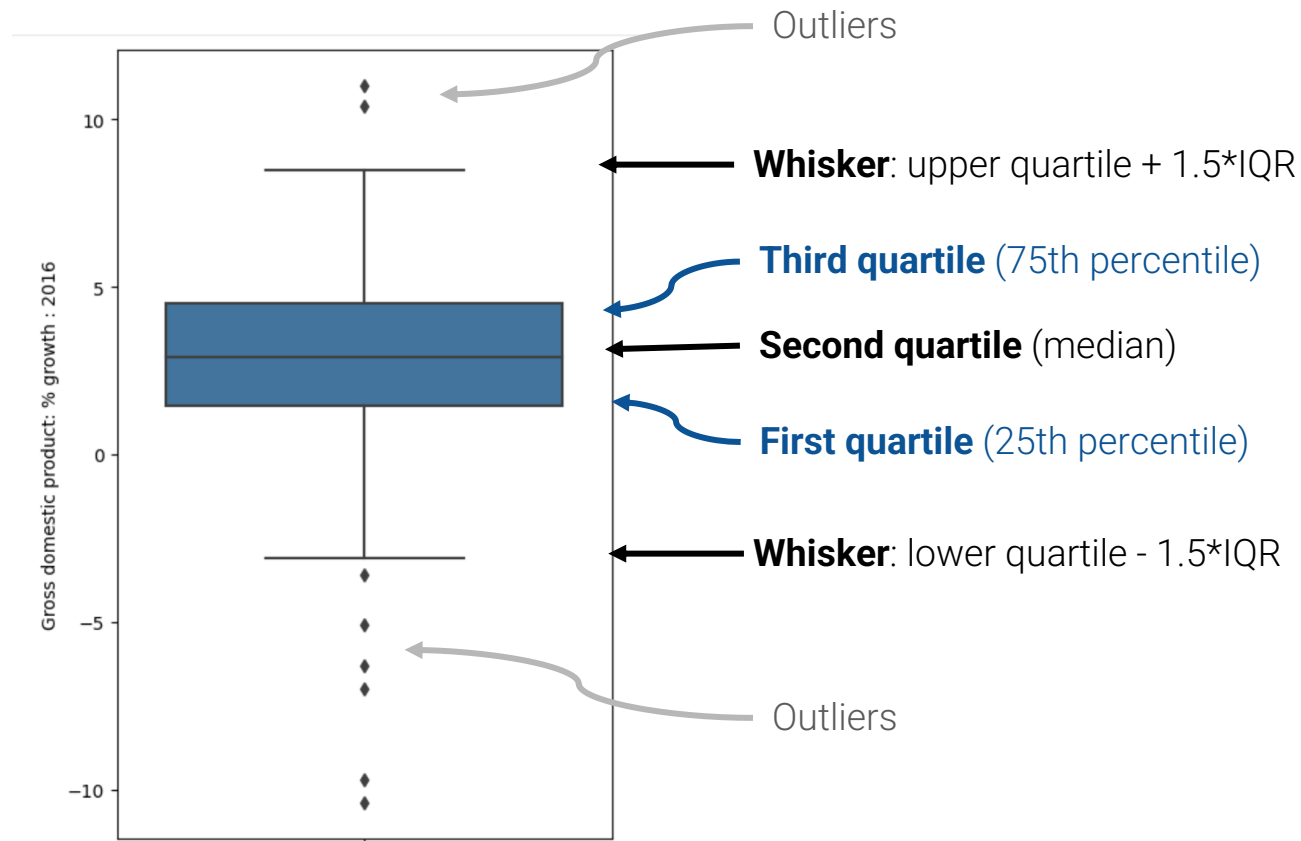 Outliers
10
Whisker: upper quartile + 1.5*IQR
Third quartile (75th percentile)
5
Second quartile (median)
Gross domestic product: % growth : 2016
First quartile (25th percentile)
0
Whisker: lower quartile - 1.5*IQR
−5
Outliers
−10